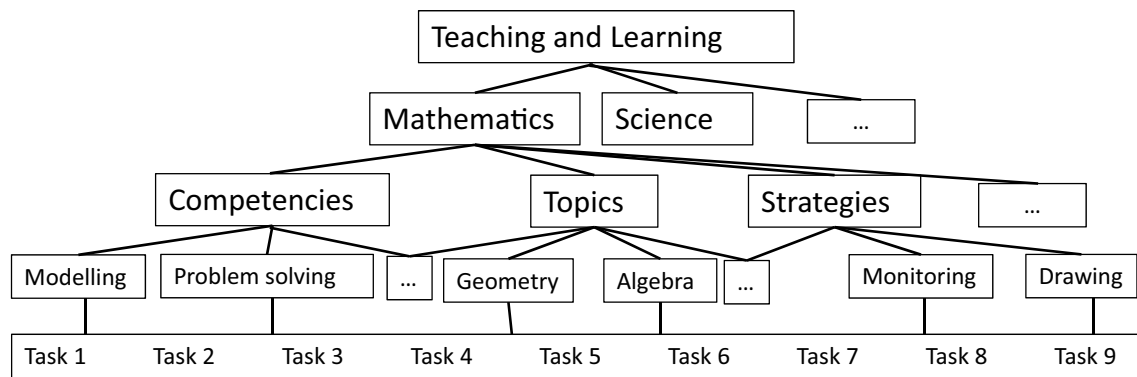 Teaching and Learning
Mathematics Science ...
Competencies Topics Strategies ...
Modelling Problem solving ... Geometry Algebra ... Monitoring Drawing
Task 1 Task 2 Task 3 Task 4 Task 5 Task 6 Task 7 Task 8 Task 9